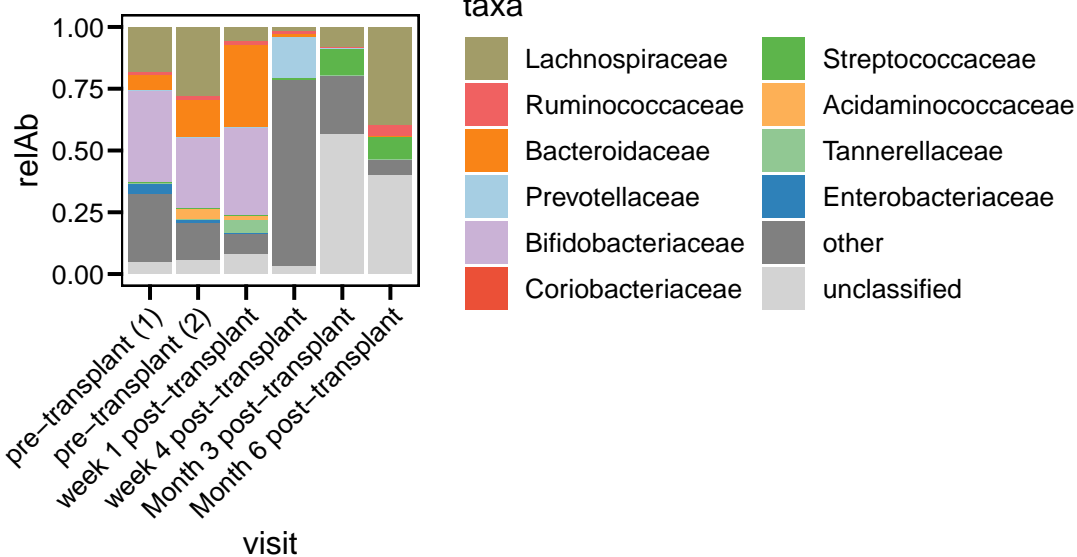 taxa
1.00
0.75
0.50
0.25
0.00
relAb
pre−transplant (1)
pre−transplant (2)
week 1 post−transplant
week 4 post−transplant
Month 3 post−transplant
Month 6 post−transplant
visit
Lachnospiraceae
Ruminococcaceae
Bacteroidaceae
Prevotellaceae
Bifidobacteriaceae
Coriobacteriaceae
Streptococcaceae
Acidaminococcaceae
Tannerellaceae
Enterobacteriaceae
other
unclassified